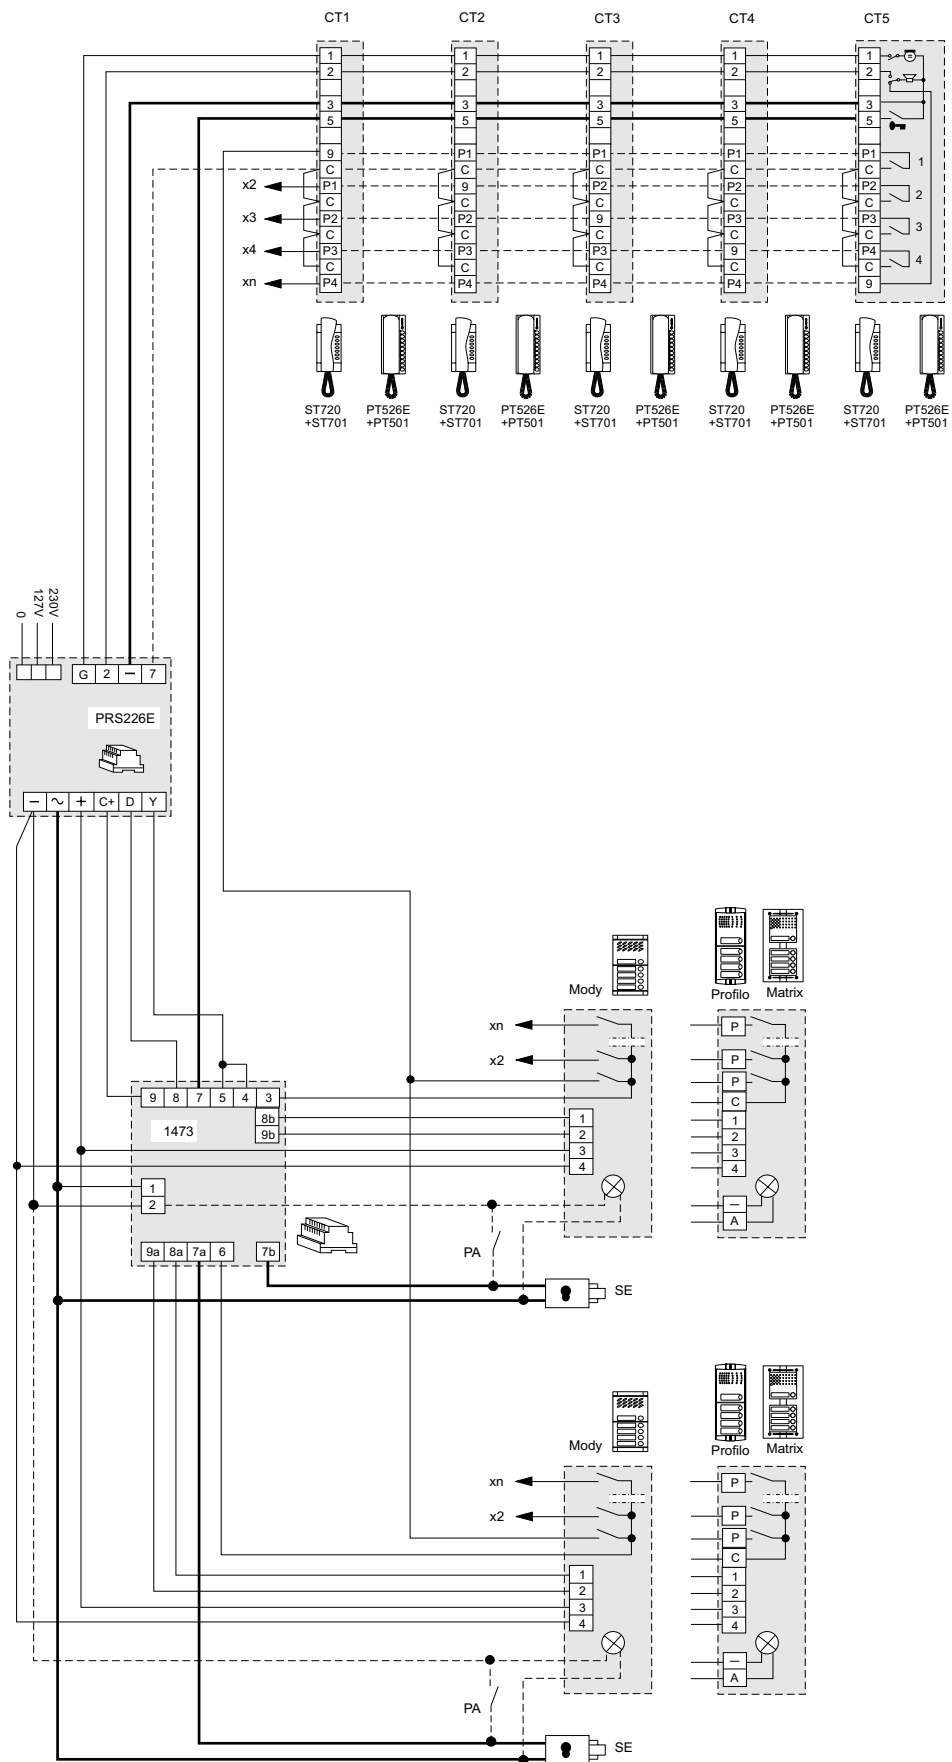 CT1 CT2 CT3 CT4 CT5
1 1 1 1 1
2 2 2 2 2
3 3 3 3 3
5 5 5 5 5
9 P1 P1 P1 P1 1
C C C C C
x2 P1 9 P2 P2 P2 2
C C C C C
x3 P2 P2 9 P3 P3 3
C C C C C
x4 P3 P3 P3 9 P4 4
C C C C C
xn P4 P4 P4 P4 9
ST720 PT526E ST720 PT526E ST720 PT526E ST720 PT526E ST720 PT526E
+ST701 +PT501 +ST701 +PT501 +ST701 +PT501 +ST701 +PT501 +ST701 +PT501
0 127V 230V
G 2 – 7
PRS226E
– ~ + C+ D Y
Mody Profilo Matrix
xn P
x2 P
P
C
9 8 7 5 4 3
8b 1 1
1473
9b 2 2
3 3
4 4
1
2 –
A
9a 8a 7a 6 7b
PA
SE
Mody Profilo Matrix
xn P
x2 P
P
C
1 1
2 2
3 3
4 4
–
A
PA
SE